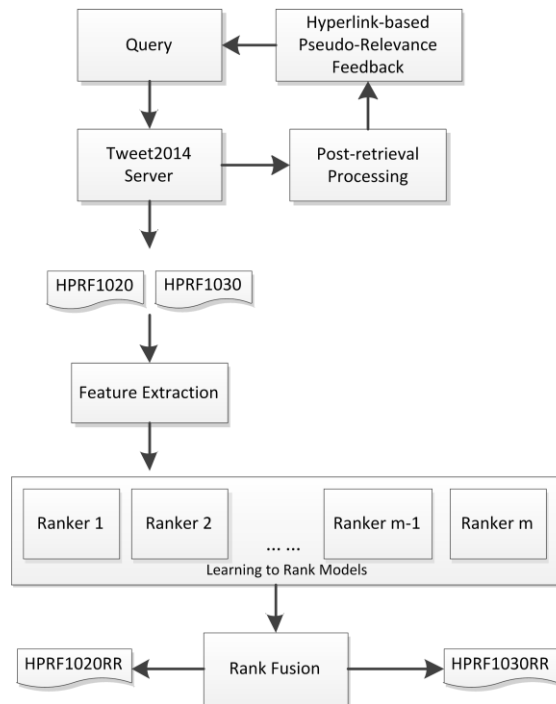 Query
Hyperlink-based
Pseudo-Relevance
Feedback
Tweet2014
Server
Post-retrieval
Processing
HPRF1020
HPRF1030
Feature Extraction
Ranker 1
Ranker 2
... ...
Ranker m-1
Ranker m
Learning to Rank Models
HPRF1020RR
Rank Fusion
HPRF1030RR